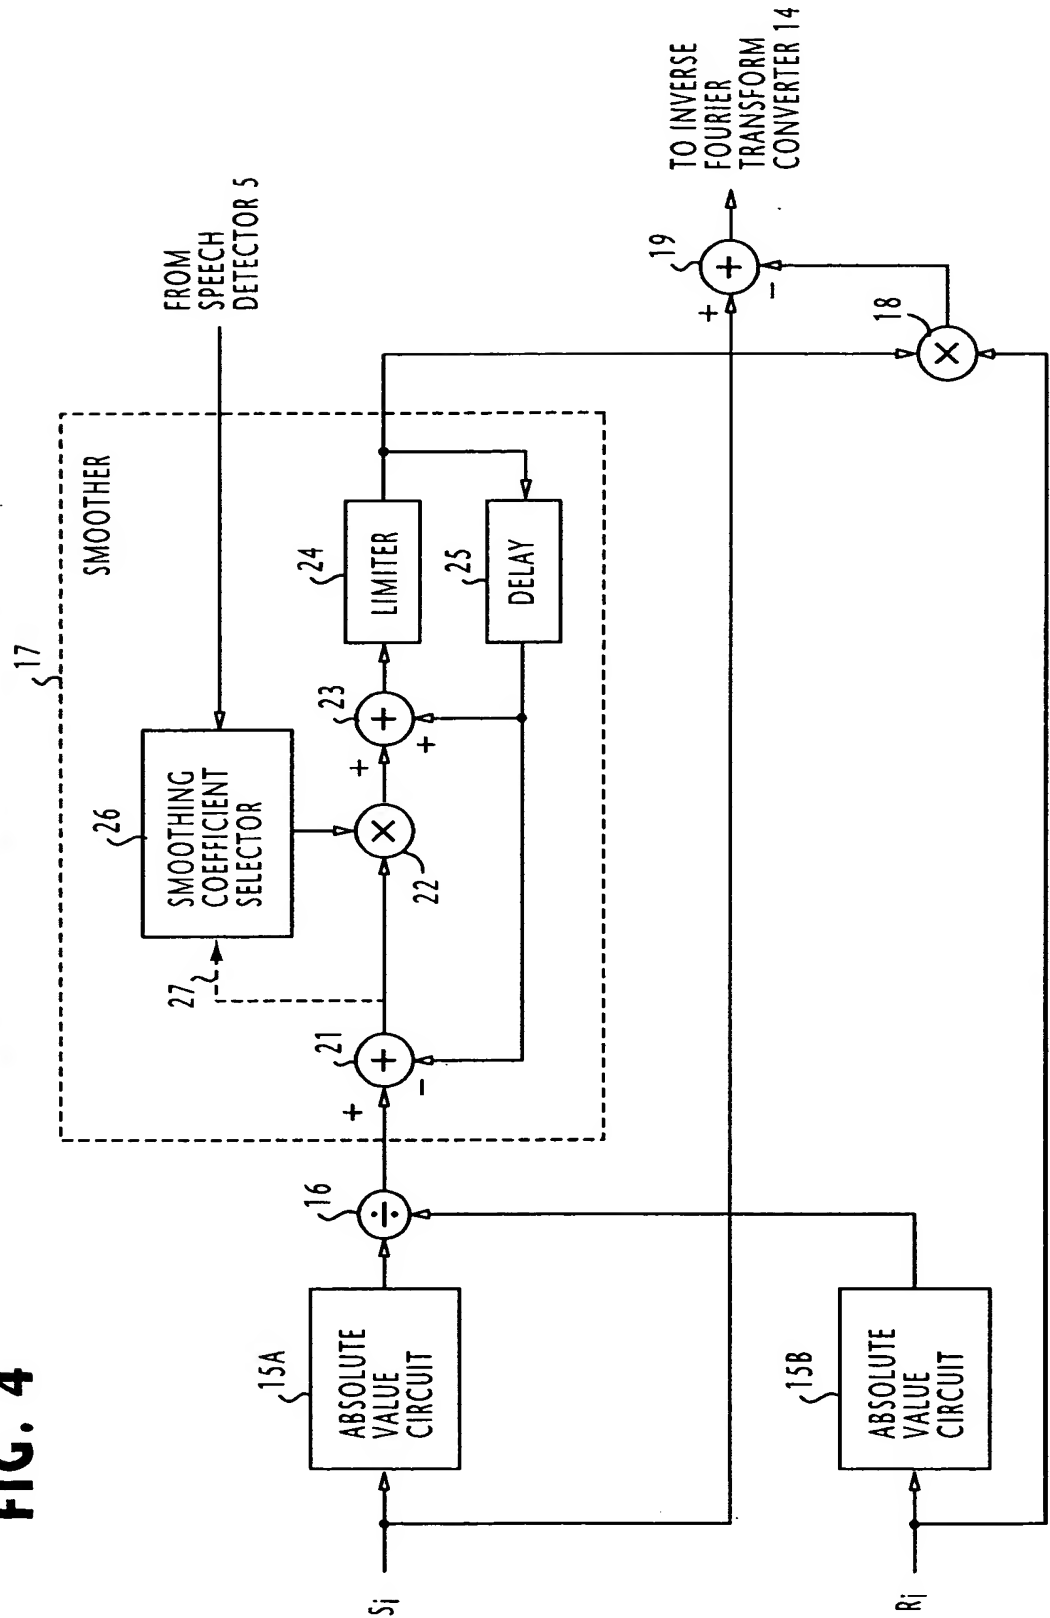 FIG. 4
17
SMOOTHER
FROM
SPEECH
DETECTOR 5
26
SMOOTHING
COEFFICIENT
SELECTOR
27
15A
ABSOLUTE
VALUE
CIRCUIT
16
÷
+
-
21
+
22
×
+
+
23
+
24
LIMITER
25
DELAY
Si
15B
ABSOLUTE
VALUE
CIRCUIT
Ri
18
×
19
+
+
-
TO INVERSE
FOURIER
TRANSFORM
CONVERTER 14